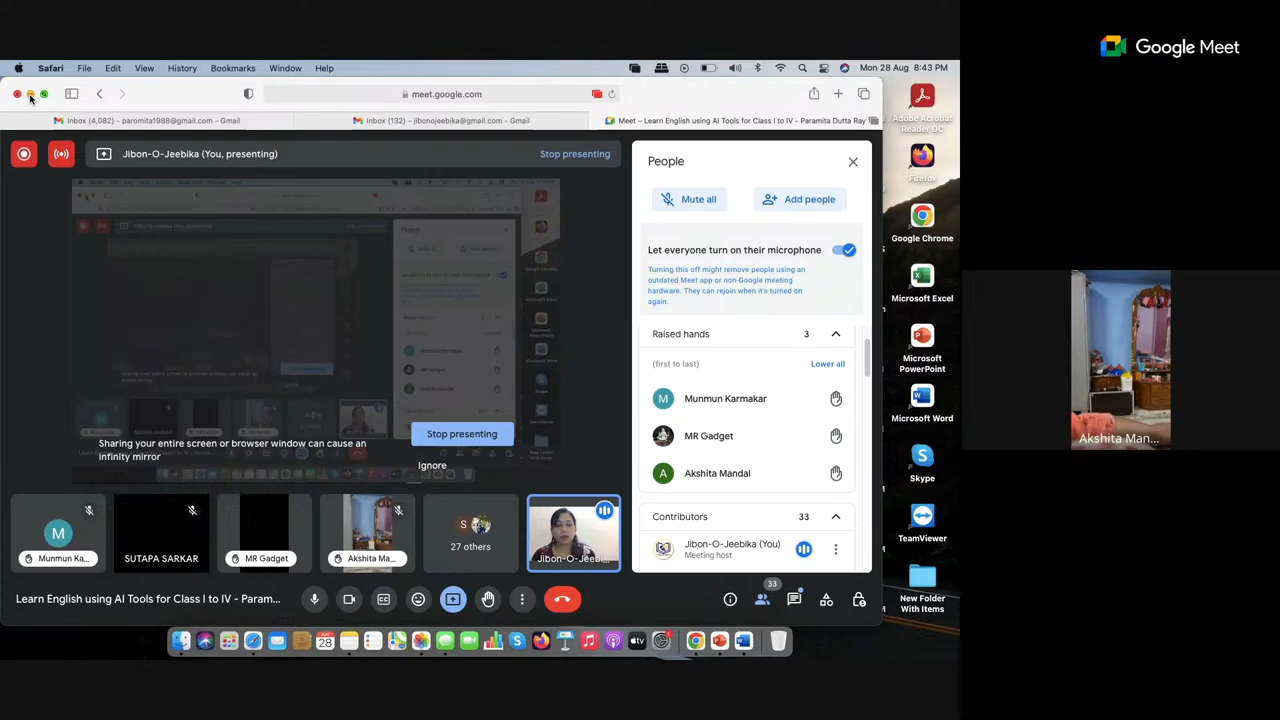 Google Meet
Safari File Edit View History Bookmarks Window Help
Mon 28 Aug 8:43 PM
meet.google.com
Inbox (4,082) - paromita1988@gmail.com - Gmail
Inbox (132) - jibonojeebika@gmail.com - Gmail
Meet – Learn English using AI Tools for Class I to IV - Paramita Dutta Ray
Jibon-O-Jeebika (You, presenting)
Stop presenting
Sharing your entire screen or browser window can cause an
infinity mirror
Stop presenting
Ignore
M
Munmun Ka...
SUTAPA SARKAR
MR Gadget
Akshita Ma...
S
27 others
Jibon-O-Jeebi...
People
Mute all
Add people
Let everyone turn on their microphone
Turning this off might remove people using an
outdated Meet app or non-Google meeting
hardware. They can rejoin when it's turned on
again.
Raised hands 3
(first to last) Lower all
M Munmun Karmakar
MR Gadget
A Akshita Mandal
Contributors 33
Jibon-O-Jeebika (You)
Meeting host
Learn English using AI Tools for Class I to IV - Param...
33
Adobe Acrobat
Reader DC
Firefox
Google Chrome
Microsoft Excel
Microsoft
PowerPoint
Microsoft Word
Skype
TeamViewer
New Folder
With Items
Akshita Man...